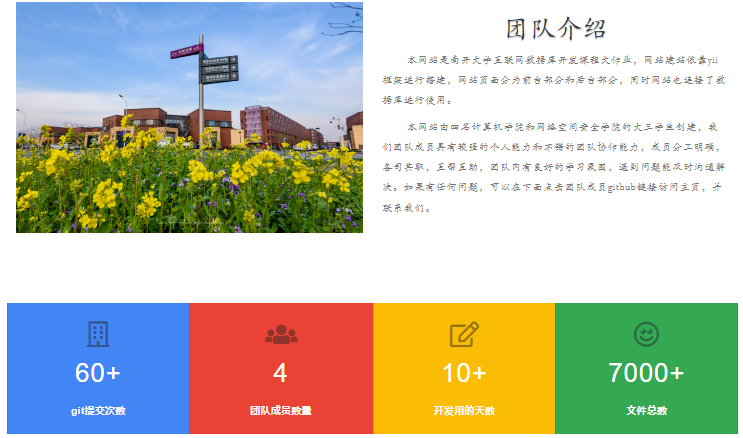 团队介绍
本网站是南开大学互联网数据库开发课程大作业，网站建站依靠yii
框架进行搭建，网站页面分为前台部分和后台部分，同时网站也连接了数
据库进行使用。
本网站由四名计算机学院和网络空间安全学院的大三学生创建，我
们团队成员具有较强的个人能力和不错的团队协作能力，成员分工明确，
各司其职，互帮互助，团队内有良好的学习氛围，遇到问题能及时沟通解
决。如果有任何问题，可以在下面点击团队成员github链接访问主页，并
联系我们。
60+
git提交次数
4
团队成员数量
10+
开发用的天数
7000+
文件总数